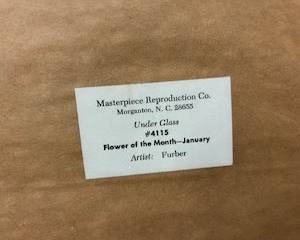 Masterpiece Reproduction Co.
Morganton, N. C. 28655
Under Glass
#4115
Flower of the Month—January
Artist: Furber